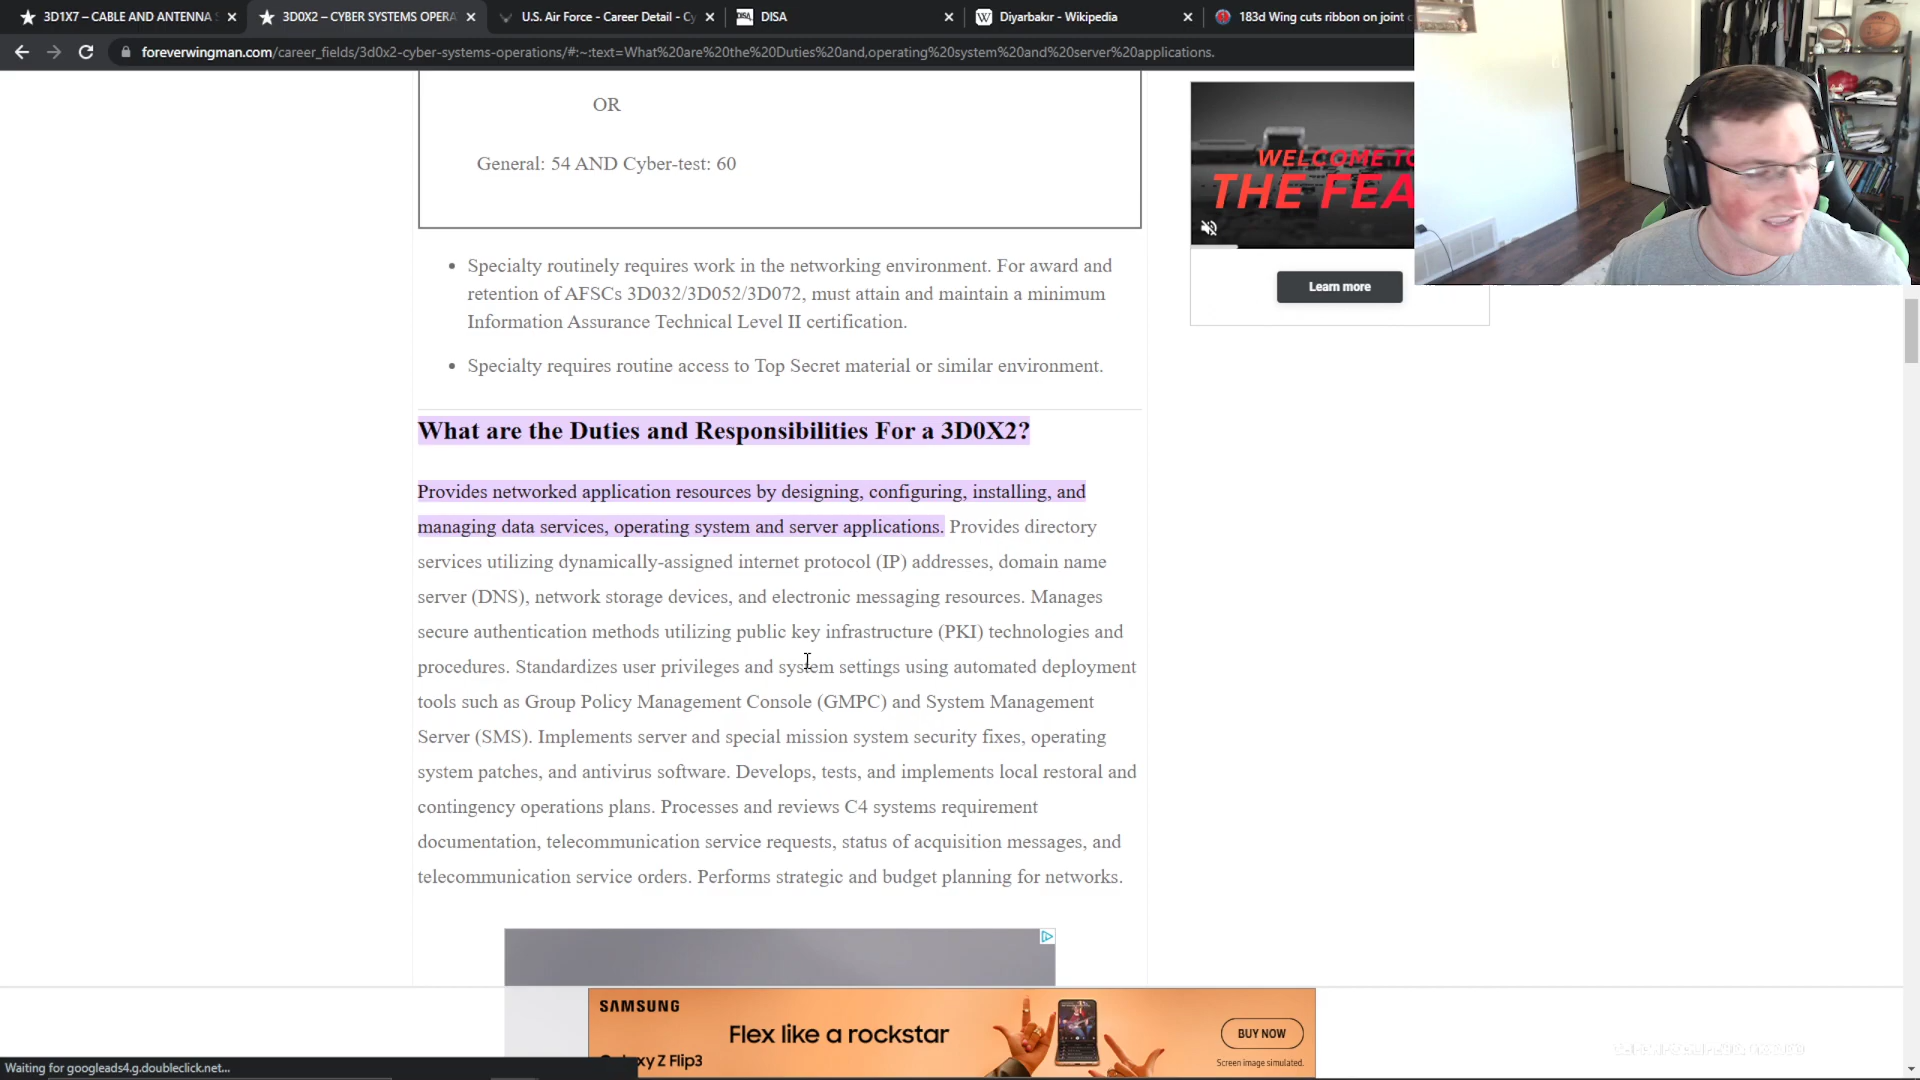 3D1X7 – CABLE AND ANTENNA
3D0X2 – CYBER SYSTEMS OPERA
U.S. Air Force - Career Detail - Cy
DISA
Diyarbakır - Wikipedia
183d Wing cuts ribbon on joint
foreverwingman.com/career_fields/3d0x2-cyber-systems-operations/#:~:text=What%20are%20the%20Duties%20and,operating%20system%20and%20server%20applications.
OR
General: 54 AND Cyber-test: 60
WELCOME TO
THE FEA
Learn more
Specialty routinely requires work in the networking environment. For award and
retention of AFSCs 3D032/3D052/3D072, must attain and maintain a minimum
Information Assurance Technical Level II certification.
Specialty requires routine access to Top Secret material or similar environment.
What are the Duties and Responsibilities For a 3D0X2?
Provides networked application resources by designing, configuring, installing, and
managing data services, operating system and server applications. Provides directory
services utilizing dynamically-assigned internet protocol (IP) addresses, domain name
server (DNS), network storage devices, and electronic messaging resources. Manages
secure authentication methods utilizing public key infrastructure (PKI) technologies and
procedures. Standardizes user privileges and system settings using automated deployment
tools such as Group Policy Management Console (GMPC) and System Management
Server (SMS). Implements server and special mission system security fixes, operating
system patches, and antivirus software. Develops, tests, and implements local restoral and
contingency operations plans. Processes and reviews C4 systems requirement
documentation, telecommunication service requests, status of acquisition messages, and
telecommunication service orders. Performs strategic and budget planning for networks.
SAMSUNG
Flex like a rockstar
xy Z Flip3
BUY NOW
Screen image simulated.
Waiting for googleads4.g.doubleclick.net...